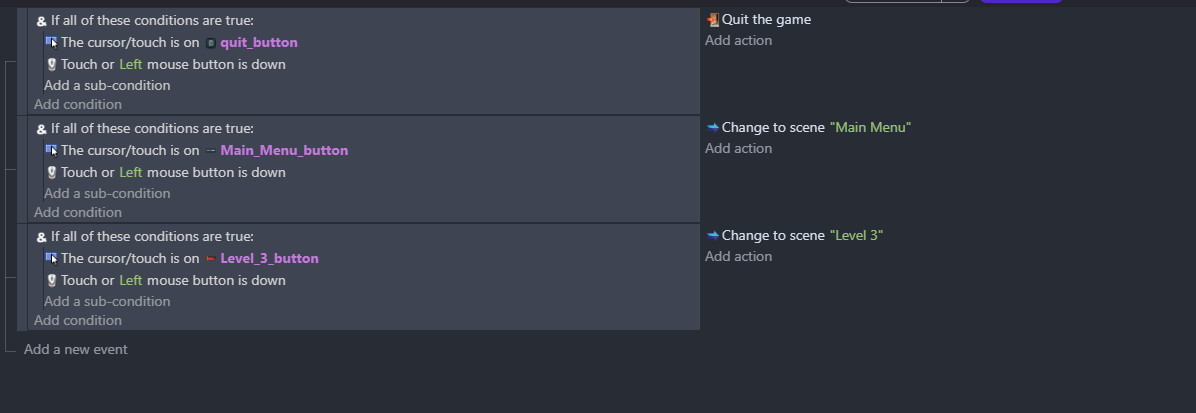 & If all of these conditions are true:
The cursor/touch is on quit_button
Touch or Left mouse button is down
Add a sub-condition
Add condition
Quit the game
Add action
& If all of these conditions are true:
The cursor/touch is on Main_Menu_button
Touch or Left mouse button is down
Add a sub-condition
Add condition
Change to scene "Main Menu"
Add action
& If all of these conditions are true:
The cursor/touch is on Level_3_button
Touch or Left mouse button is down
Add a sub-condition
Add condition
Change to scene "Level 3"
Add action
Add a new event